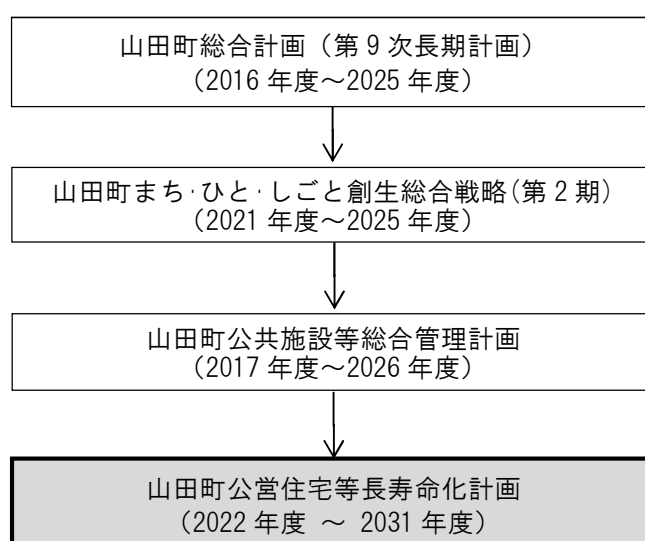 山田町総合計画（第９次長期計画）
（2016 年度～2025 年度）
山田町まち･ひと･しごと創生総合戦略(第２期)
（2021 年度～2025 年度）
山田町公共施設等総合管理計画
（2017 年度～2026 年度）
山田町公営住宅等長寿命化計画
（2022 年度 ～ 2031 年度）